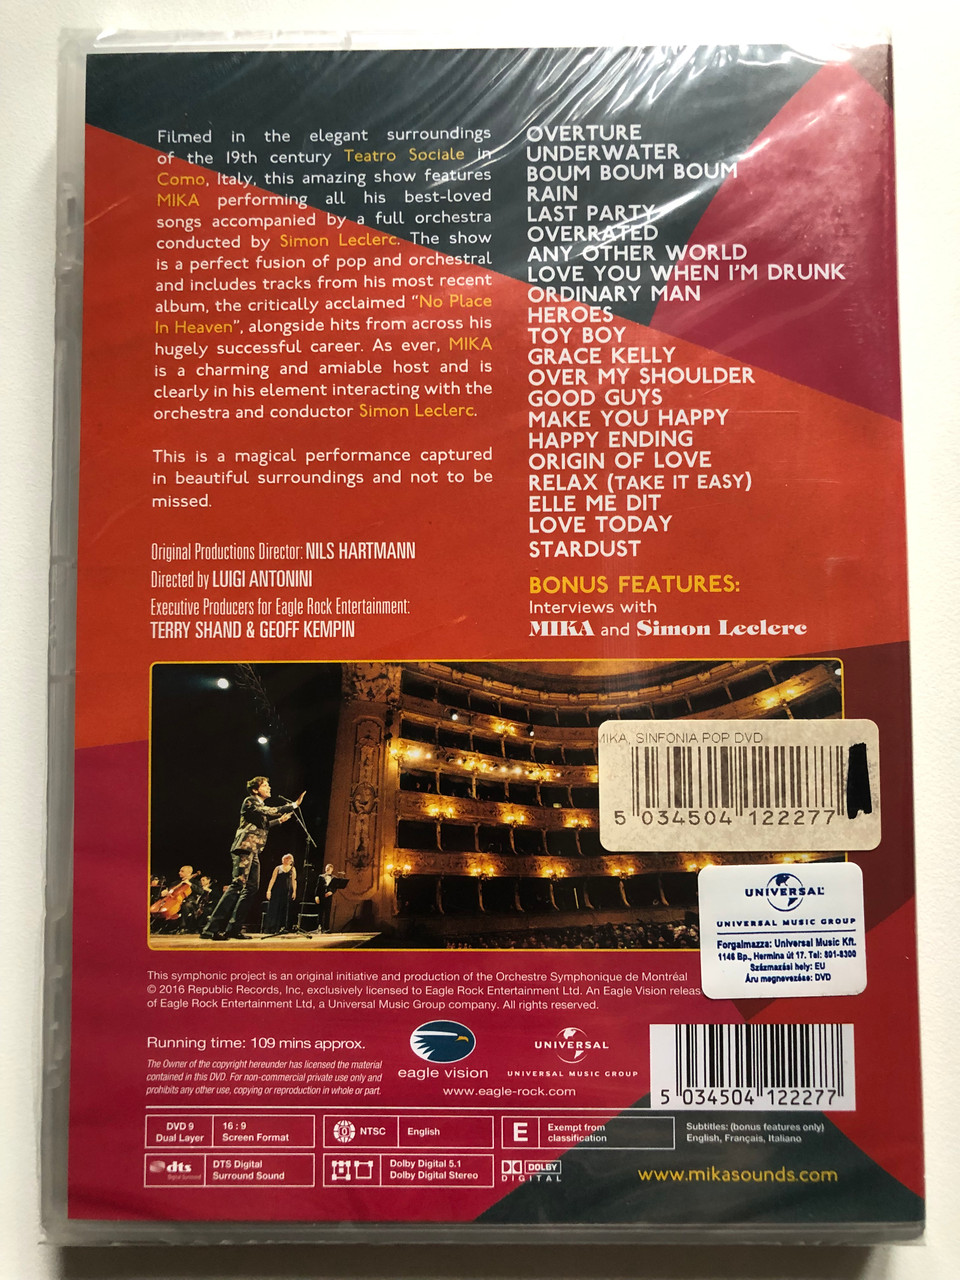 Filmed in the elegant surroundings
of the 19th century Teatro Sociale in
Como, Italy, this amazing show features
MIKA performing all his best-loved
songs accompanied by a full orchestra
conducted by Simon Leclerc. The show
is a perfect fusion of pop and orchestral
and includes tracks from his most recent
album, the critically acclaimed "No Place
In Heaven", alongside hits from across his
hugely successful career. As ever, MIKA
is a charming and amiable host and is
clearly in his element interacting with the
orchestra and conductor Simon Leclerc.
This is a magical performance captured
in beautiful surroundings and not to be
missed.
Original Productions Director: NILS HARTMANN
Directed by LUIGI ANTONINI
Executive Producers for Eagle Rock Entertainment:
TERRY SHAND & GEOFF KEMPIN
OVERTURE
UNDERWATER
BOUM BOUM BOUM
RAIN
LAST PARTY
OVERRATED
ANY OTHER WORLD
LOVE YOU WHEN I'M DRUNK
ORDINARY MAN
HEROES
TOY BOY
GRACE KELLY
OVER MY SHOULDER
GOOD GUYS
MAKE YOU HAPPY
HAPPY ENDING
ORIGIN OF LOVE
RELAX (TAKE IT EASY)
ELLE ME DIT
LOVE TODAY
STARDUST
BONUS FEATURES:
Interviews with
MIKA and Simon Leclerc
MIKA, SINFONIA POP DVD
5 034504 122277
UNIVERSAL
UNIVERSAL MUSIC GROUP
Forgalmazza: Universal Music Kft.
1146 Bp., Hermina út 17. Tel: 891-8300
Származási hely: EU
Áru megnevezése: DVD
This symphonic project is an original initiative and production of the Orchestre Symphonique de Montréal
© 2016 Republic Records, Inc, exclusively licensed to Eagle Rock Entertainment Ltd. An Eagle Vision releas
of Eagle Rock Entertainment Ltd, a Universal Music Group company. All rights reserved.
Running time: 109 mins approx.
The Owner of the copyright hereunder has licensed the material
contained in this DVD. For non-commercial private use only and
prohibits any other use, copying or reproduction in whole or part.
eagle vision
UNIVERSAL
UNIVERSAL MUSIC GROUP
www.eagle-rock.com
5 034504 122277
DVD 9
Dual Layer
16 : 9
Screen Format
NTSC
English
E
Exempt from
classification
Subtitles: (bonus features only)
English, Français, Italiano
dts
Digital Surround
DTS Digital
Surround Sound
Dolby Digital 5.1
Dolby Digital Stereo
DOLBY
DIGITAL
www.mikasounds.com